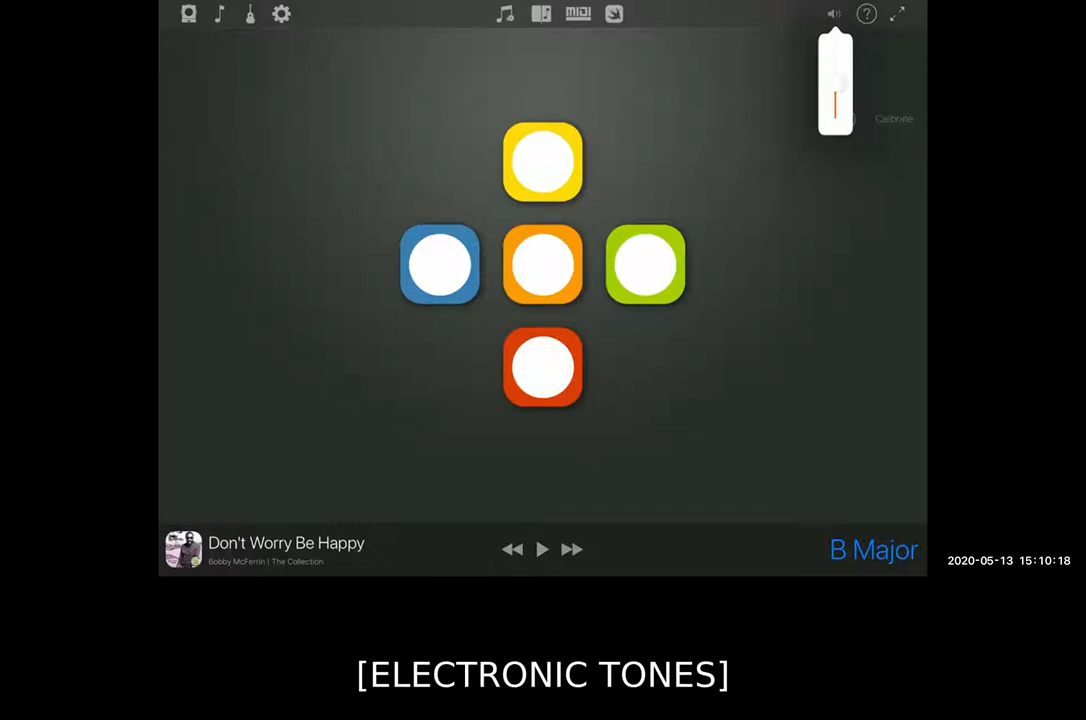 MIDI
?
Calibrate
Don't Worry Be Happy
Bobby McFerrin | The Collection
B Major
2020-05-13 15:10:18
[ELECTRONIC TONES]